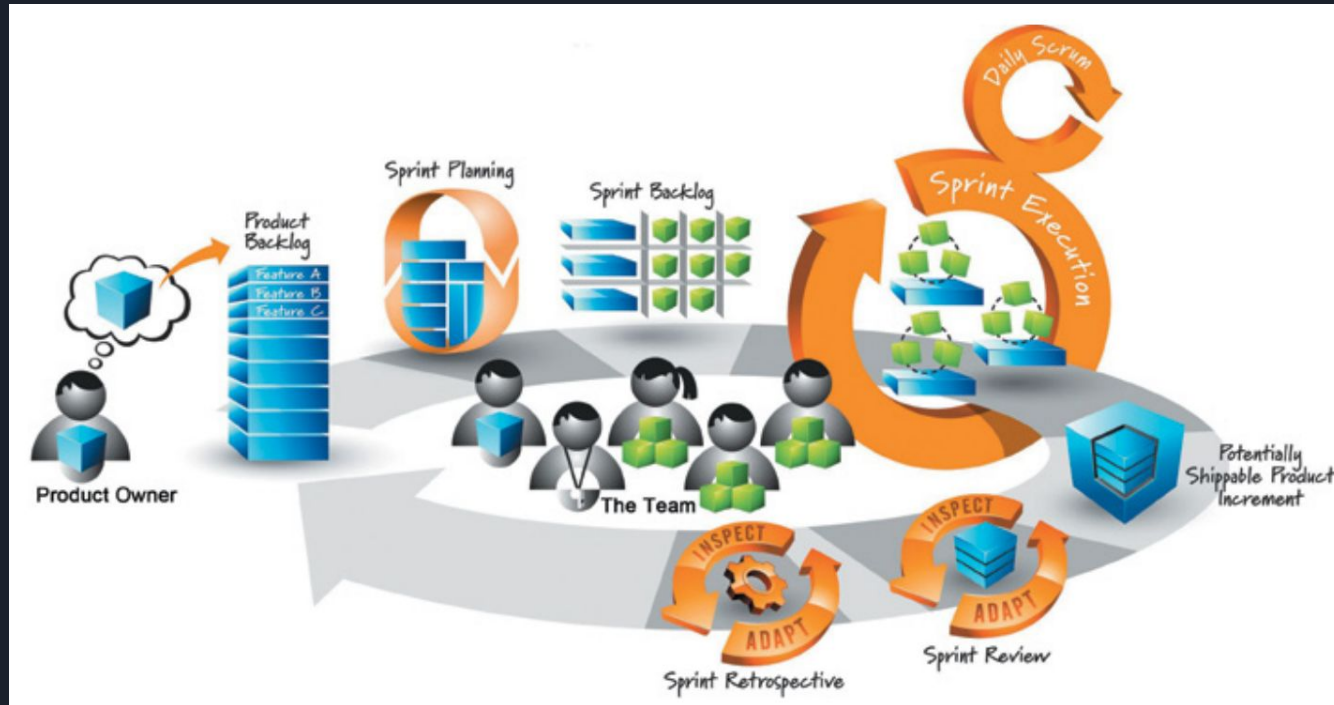 Daily Scrum
Sprint Planning
Sprint Backlog
Sprint Execution
Product
Backlog
Feature A
Feature B
Feature C
Product Owner
The Team
Potentially
Shippable Product
Increment
INSPECT
ADAPT
Sprint Review
INSPECT
ADAPT
Sprint Retrospective